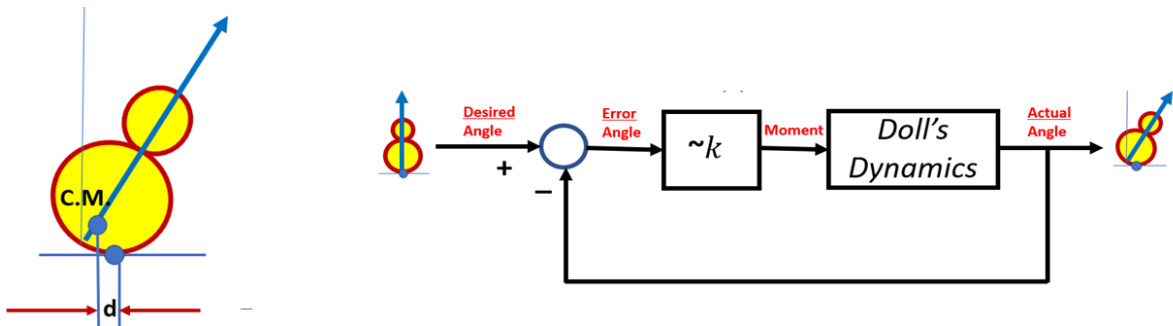 C.M.
d
Desired
Angle
+
−
Error
Angle
~k
Moment
Doll's
Dynamics
Actual
Angle